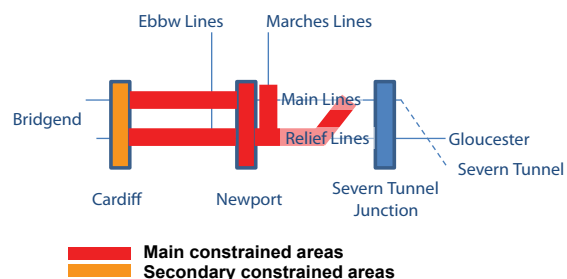 Ebbw Lines
Marches Lines
Main Lines
Bridgend
Relief Lines
Gloucester
Severn Tunnel
Cardiff
Newport
Severn Tunnel
Junction
Main constrained areas
Secondary constrained areas